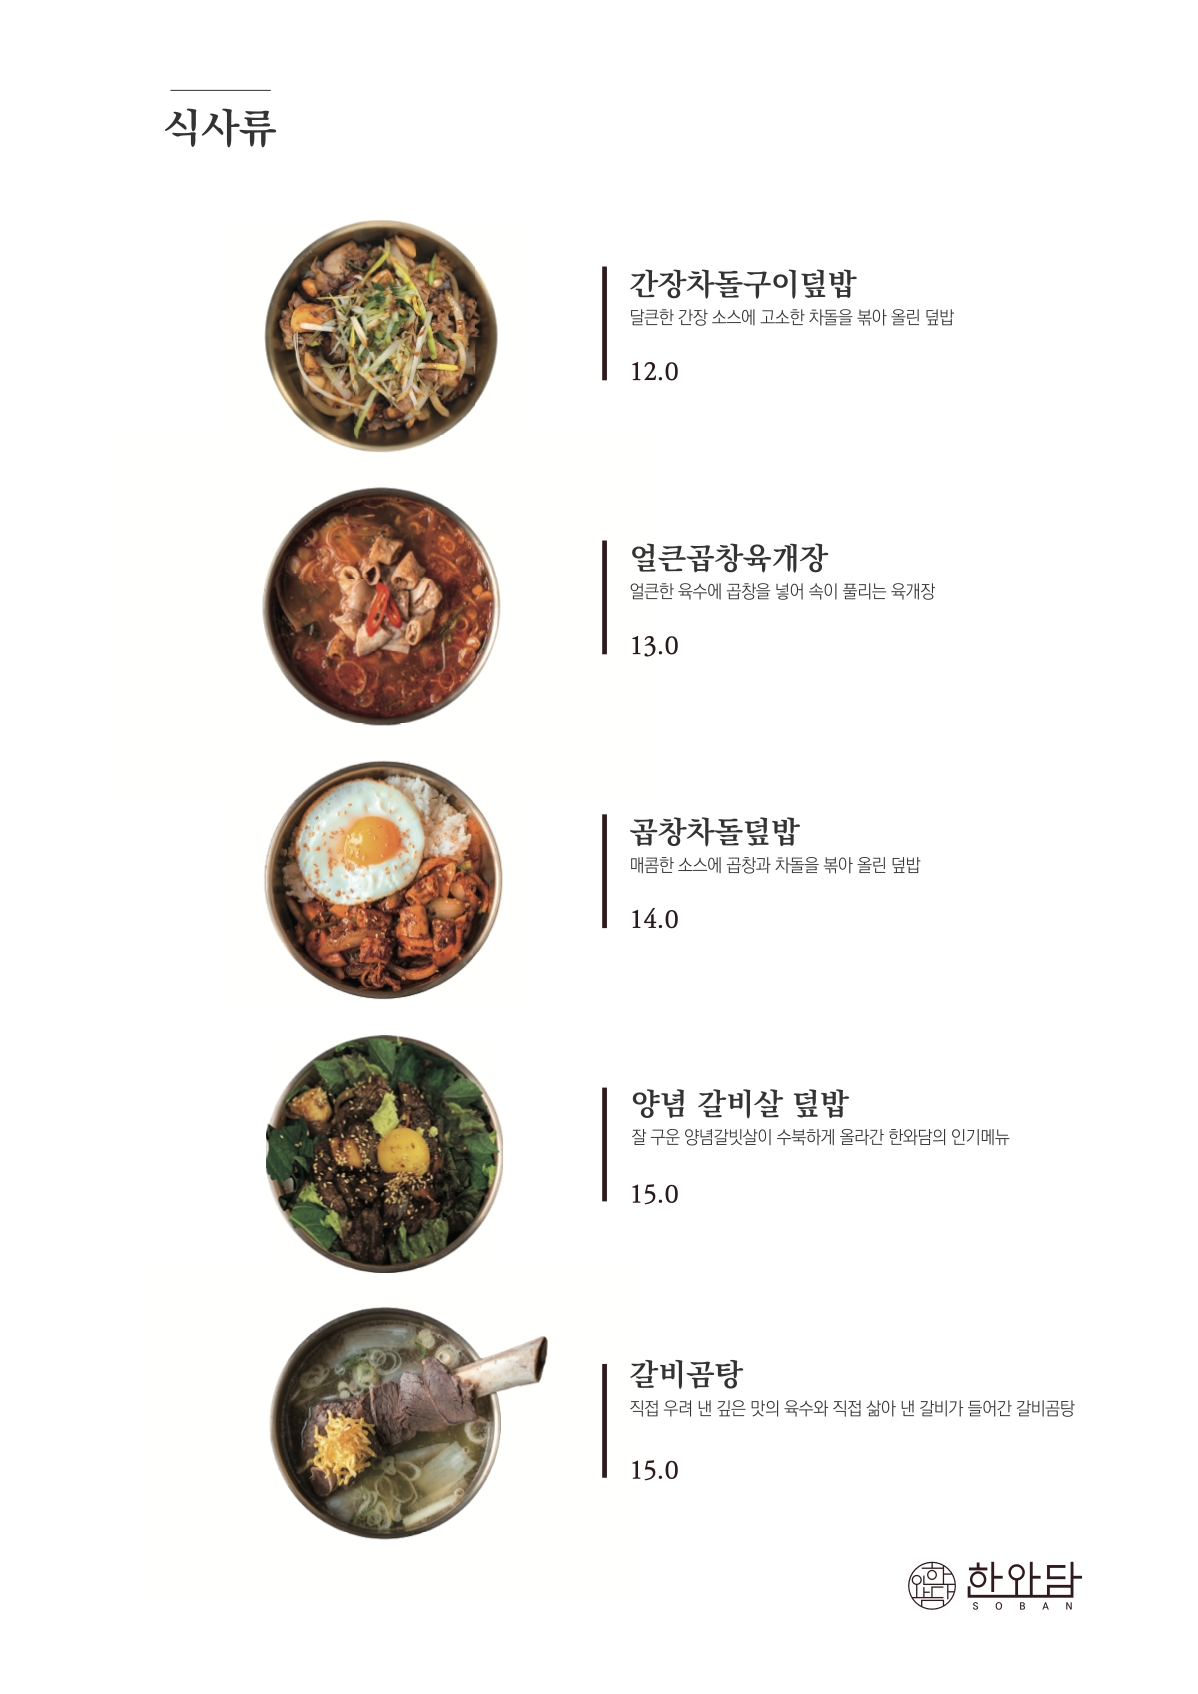 식사류
간장차돌구이덮밥
달큰한 간장 소스에 고소한 차돌을 볶아 올린 덮밥
12.0
얼큰곱창육개장
얼큰한 육수에 곱창을 넣어 속이 풀리는 육개장
13.0
곱창차돌덮밥
매콤한 소스에 곱창과 차돌을 볶아 올린 덮밥
14.0
양념 갈비살 덮밥
잘 구운 양념갈빗살이 수북하게 올라간 한와담의 인기메뉴
15.0
갈비곰탕
직접 우려 낸 깊은 맛의 육수와 직접 삶아 낸 갈비가 들어간 갈비곰탕
15.0
한와담
한와담
SOBAN